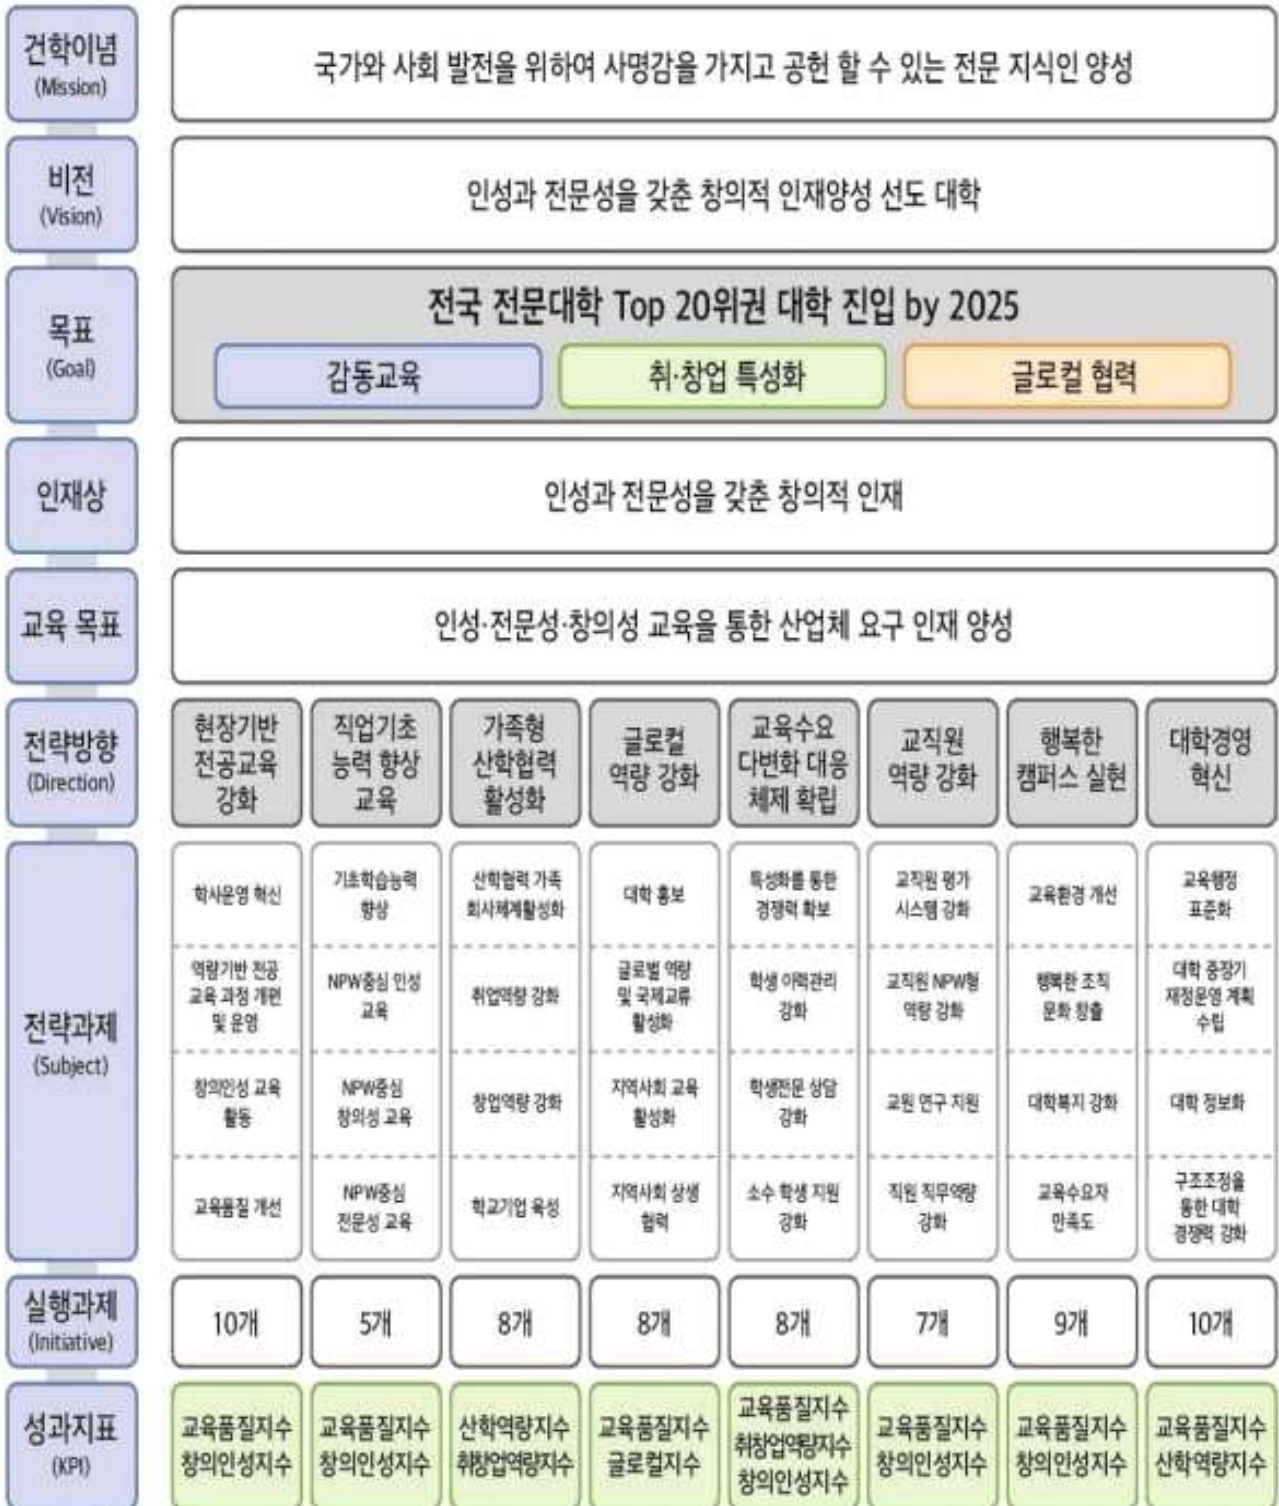 건학이념
(Mission)
국가와 사회 발전을 위하여 사명감을 가지고 공헌 할 수 있는 전문 지식인 양성
비전
(Vision)
인성과 전문성을 갖춘 창의적 인재양성 선도 대학
목표
(Goal)
전국 전문대학 Top 20위권 대학 진입 by 2025
감동교육
취·창업 특성화
글로컬 협력
인재상
인성과 전문성을 갖춘 창의적 인재
교육 목표
인성·전문성·창의성 교육을 통한 산업체 요구 인재 양성
전략방향
(Direction)
현장기반
전공교육
강화
직업기초
능력 향상
교육
가족형
산학협력
활성화
글로컬
역량 강화
교육수요
다변화 대응
체제 확립
교직원
역량 강화
행복한
캠퍼스 실현
대학경영
혁신
전략과제
(Subject)
학사운영 혁신
기초학습능력
향상
산학협력 가족
회사체계활성화
대학 홍보
특성화를 통한
경쟁력 확보
교직원 평가
시스템 강화
교육환경 개선
교육행정
표준화
역량기반 전공
교육 과정 개편
및 운영
NPW중심 인성
교육
취업역량 강화
글로벌 역량
및 국제교류
활성화
학생 이력관리
강화
교직원 NPW형
역량 강화
행복한 조직
문화 창출
대학 중장기
재정운영 계획
수립
창의인성 교육
활동
NPW중심
창의성 교육
창업역량 강화
지역사회 교육
활성화
학생전문 상담
강화
교원 연구 지원
대학복지 강화
대학 정보화
교육품질 개선
NPW중심
전문성 교육
학교기업 육성
지역사회 상생
협력
소수 학생 지원
강화
직원 직무역량
강화
교육수요자
만족도
구조조정을
통한 대학
경쟁력 강화
실행과제
(Initiative)
10개
5개
8개
8개
8개
7개
9개
10개
성과지표
(KPI)
교육품질지수
창의인성지수
교육품질지수
창의인성지수
산학역량지수
취창업역량지수
교육품질지수
글로컬지수
교육품질지수
취창업역량지수
창의인성지수
교육품질지수
창의인성지수
교육품질지수
창의인성지수
교육품질지수
산학역량지수